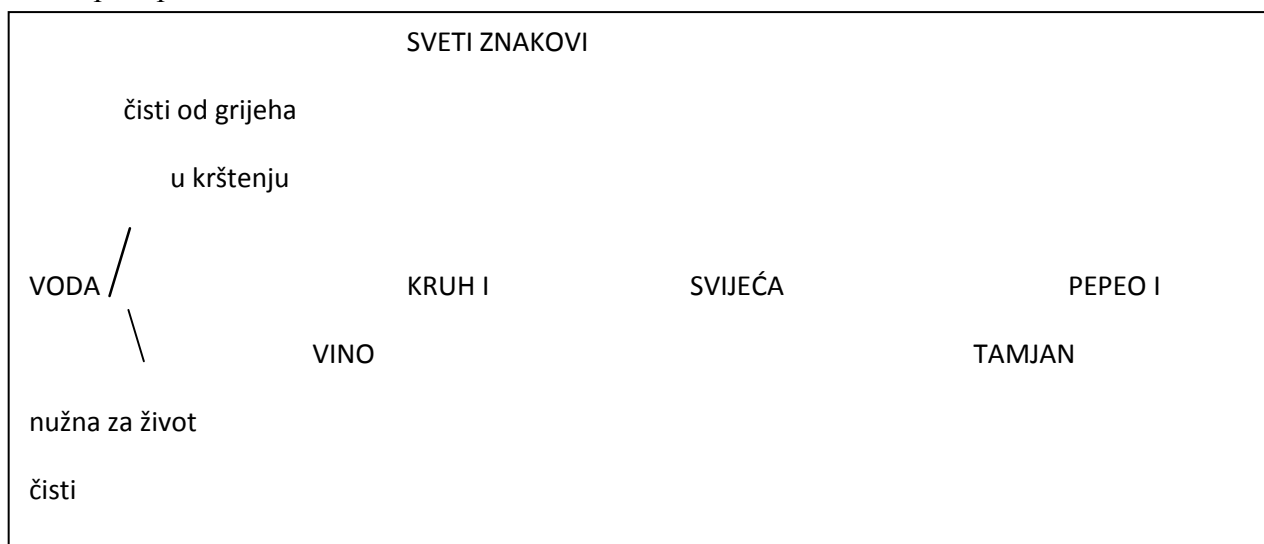 SVETI ZNAKOVI
čisti od grijeha
u krštenju
VODA KRUH I SVIJEĆA PEPEO I
VINO TAMJAN
nužna za život
čisti